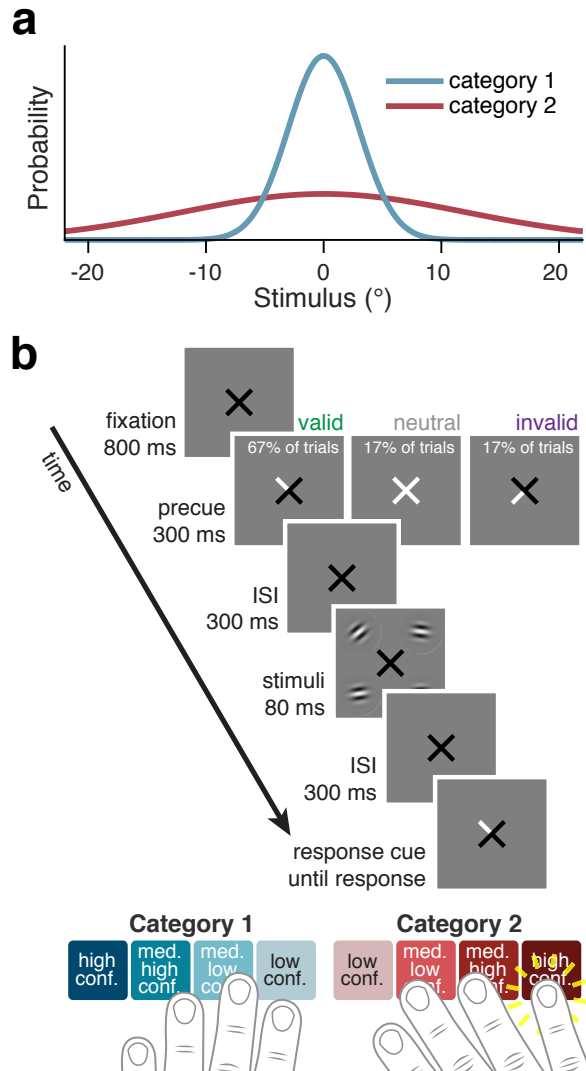 a
Probability
category 1
category 2
-20
-10
0
10
20
Stimulus (°)
b
time
fixation
800 ms
valid
neutral
invalid
67% of trials
17% of trials
17% of trials
precue
300 ms
ISI
300 ms
stimuli
80 ms
ISI
300 ms
response cue
until response
Category 1
Category 2
high
conf.
med.
high
conf.
med.
low
co
low
conf.
low
conf.
med.
low
conf.
med.
high
conf.
high
conf.